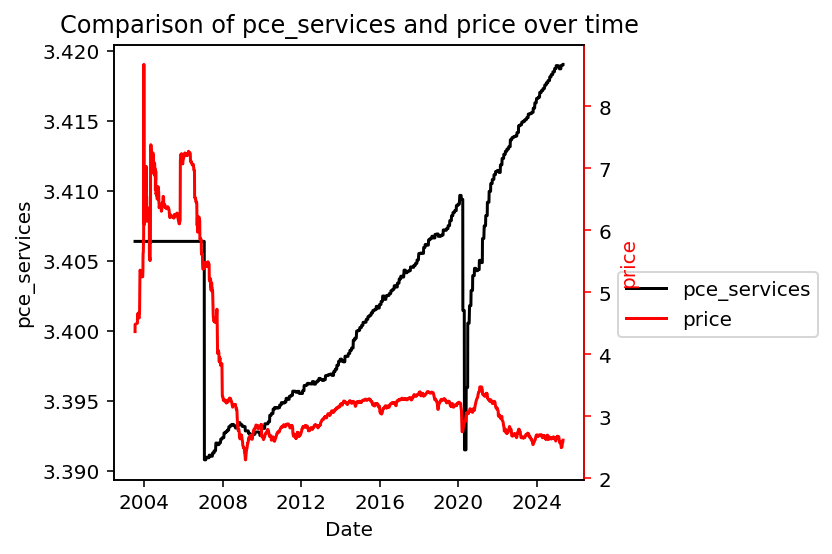 Comparison of pce_services and price over time
3.420
3.415
3.410
3.405
3.400
3.395
3.390
pce_services
8
7
6
5
4
3
2
price
pce_services
price
2004 2008 2012 2016 2020 2024
Date